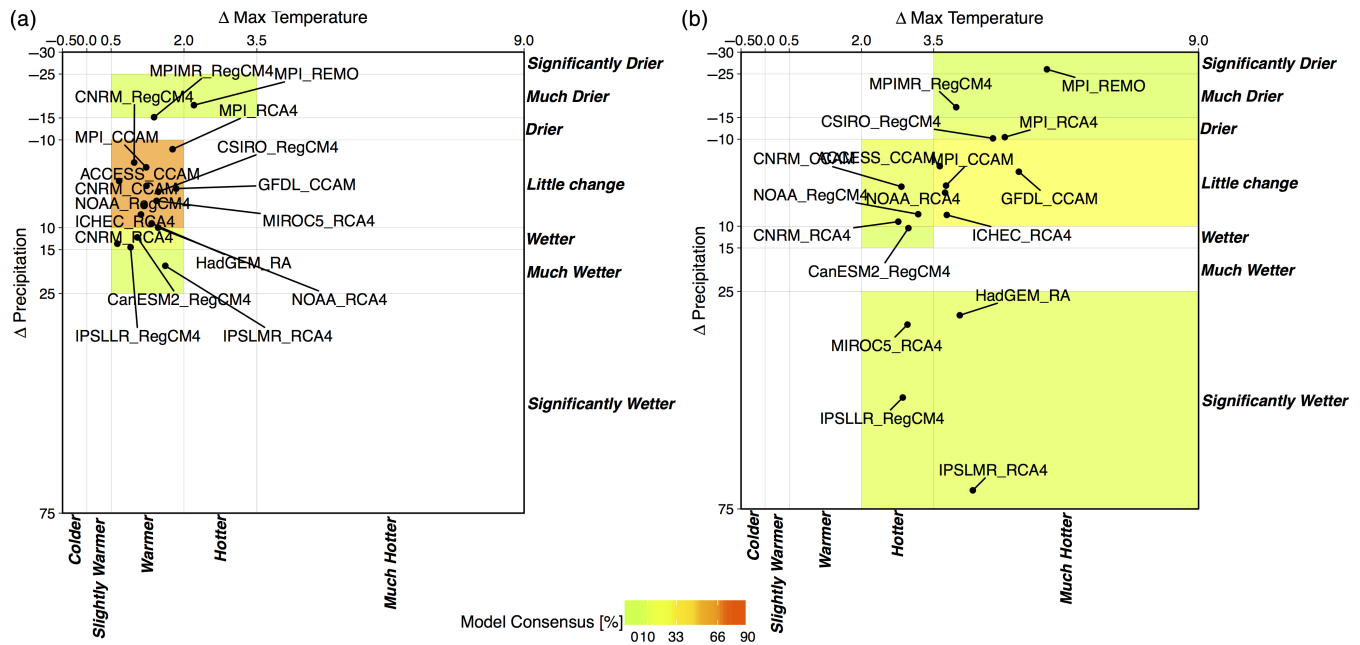 (a)
Δ Max Temperature
−0.5 0.0 0.5 2.0 3.5 9.0
−30
−25
−15
−10
10
15
25
75
Δ Precipitation
MPIMR_RegCM4
MPI_REMO
CNRM_RegCM4
MPI_RCA4
MPI_CCAM
CSIRO_RegCM4
ACCESS_CCAM
CNRM_CCAM
GFDL_CCAM
NOAA_RegCM4
ICHEC_RCA4
MIROC5_RCA4
CNRM_RCA4
HadGEM_RA
CanESM2_RegCM4
NOAA_RCA4
IPSLLR_RegCM4
IPSLMR_RCA4
Significantly Drier
Much Drier
Drier
Little change
Wetter
Much Wetter
Significantly Wetter
Colder
Slightly Warmer
Warmer
Hotter
Much Hotter
(b)
Δ Max Temperature
−0.5 0.0 0.5 2.0 3.5 9.0
−30
−25
−15
−10
10
15
25
75
Δ Precipitation
MPIMR_RegCM4
MPI_REMO
CSIRO_RegCM4
MPI_RCA4
CNRM_CCAM
ACCESS_CCAM
MPI_CCAM
NOAA_RegCM4
NOAA_RCA4
GFDL_CCAM
CNRM_RCA4
ICHEC_RCA4
CanESM2_RegCM4
HadGEM_RA
MIROC5_RCA4
IPSLLR_RegCM4
IPSLMR_RCA4
Significantly Drier
Much Drier
Drier
Little change
Wetter
Much Wetter
Significantly Wetter
Colder
Slightly Warmer
Warmer
Hotter
Much Hotter
Model Consensus [%]
0 10 33 66 90